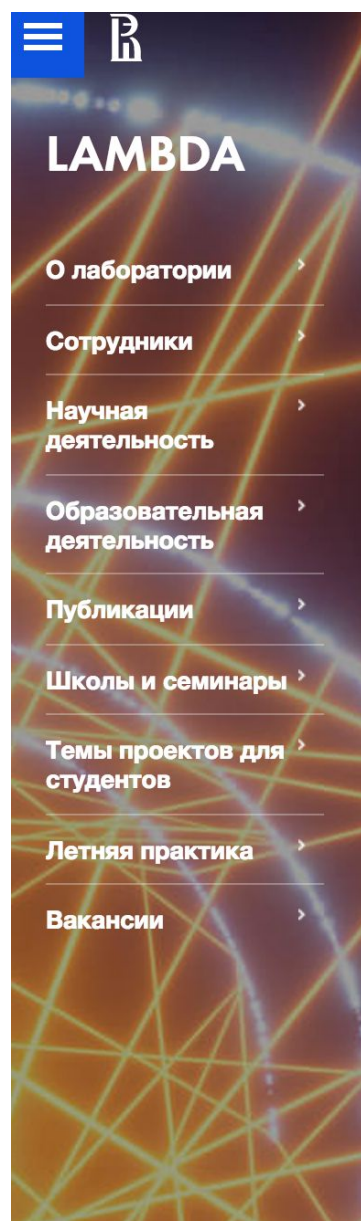 LAMBDA
О лаборатории
Сотрудники
Научная
деятельность
Образовательная
деятельность
Публикации
Школы и семинары
Темы проектов для
студентов
Летняя практика
Вакансии